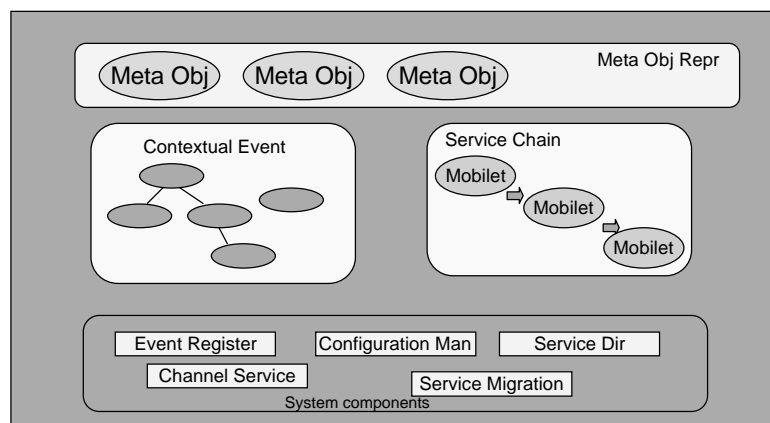 Meta Obj Meta Obj Meta Obj Meta Obj Repr
Contextual Event
Service Chain
Mobilet
Mobilet
Mobilet
Event Register Configuration Man Service Dir
Channel Service Service Migration
System components